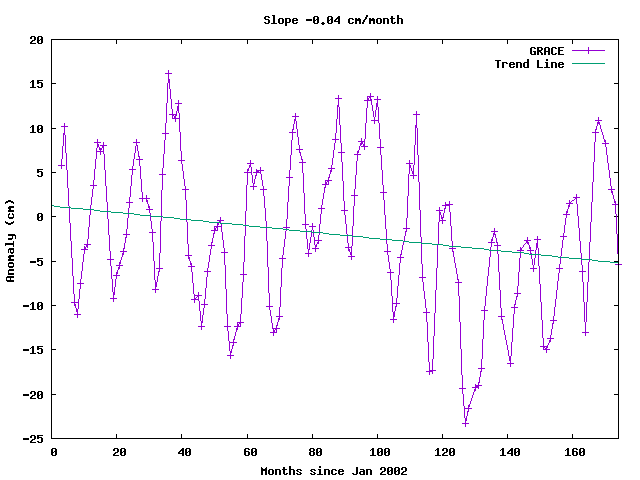 Slope -0.04 cm/month
GRACE
Trend Line
20
15
10
5
0
-5
-10
-15
-20
-25
Anomaly (cm)
0 20 40 60 80 100 120 140 160
Months since Jan 2002